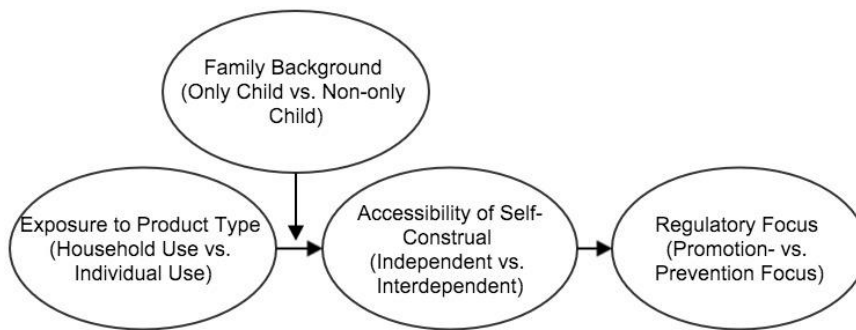 Family Background
(Only Child vs. Non-only
Child)
Exposure to Product Type
(Household Use vs.
Individual Use)
Accessibility of Self-
Construal
(Independent vs.
Interdependent)
Regulatory Focus
(Promotion- vs.
Prevention Focus)